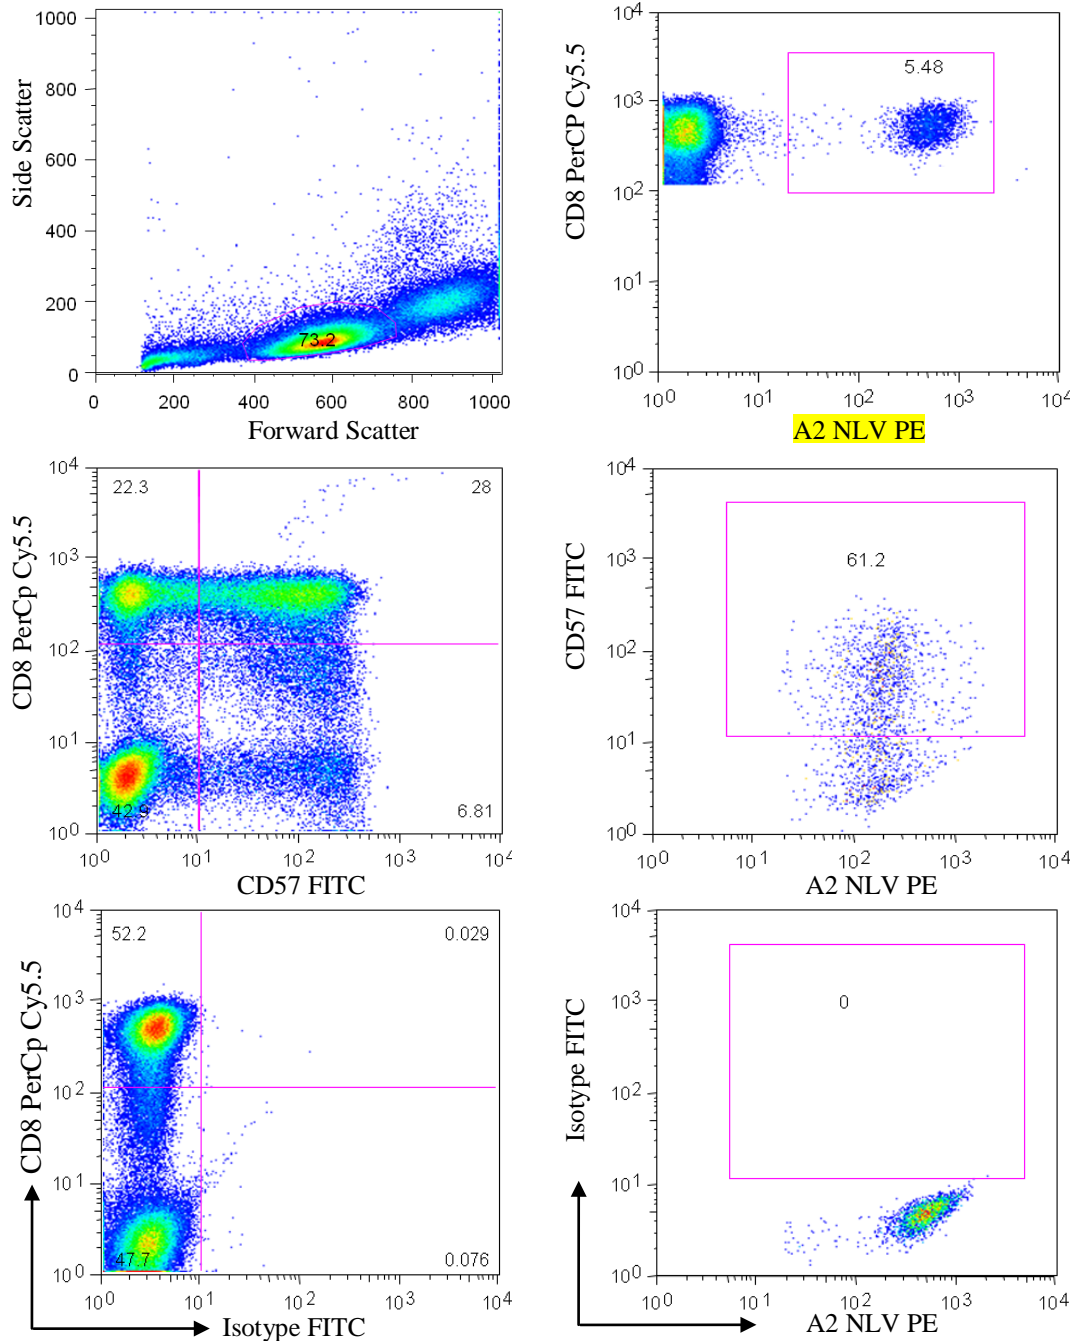 1000
800
600
400
200
0
Side Scatter
73.2
0 200 400 600 800 1000
Forward Scatter
10^4
10^3
10^2
10^1
10^0
CD8 PerCP Cy5.5
5.48
10^0 10^1 10^2 10^3 10^4
A2 NLV PE
10^4
10^3
10^2
10^1
10^0
CD8 PerCp Cy5.5
22.3 28
42.9 6.81
10^0 10^1 10^2 10^3 10^4
CD57 FITC
10^4
10^3
10^2
10^1
10^0
CD57 FITC
61.2
10^0 10^1 10^2 10^3 10^4
A2 NLV PE
10^4
10^3
10^2
10^1
10^0
CD8 PerCp Cy5.5
52.2 0.029
47.7 0.076
10^0 10^1 10^2 10^3 10^4
Isotype FITC
10^4
10^3
10^2
10^1
10^0
Isotype FITC
0
10^0 10^1 10^2 10^3 10^4
A2 NLV PE